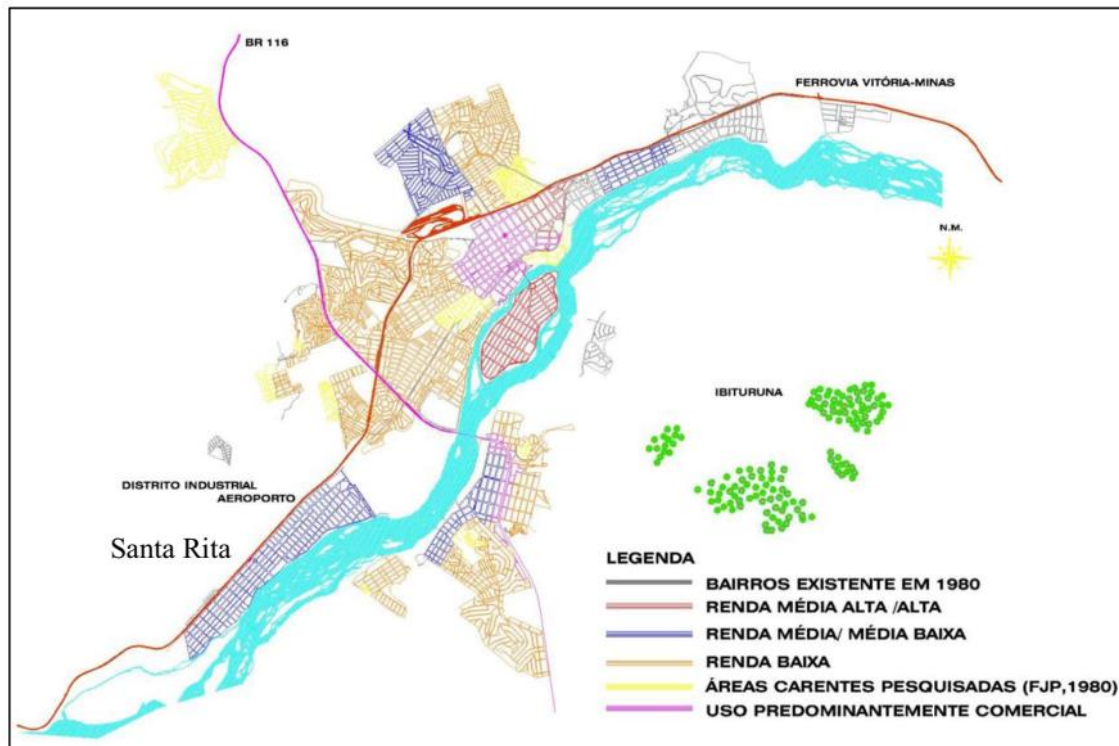 BR 116
FERROVIA VITÓRIA-MINAS
N.M.
IBITURUNA
DISTRITO INDUSTRIAL
AEROPORTO
Santa Rita
LEGENDA
BAIRROS EXISTENTE EM 1980
RENDA MÉDIA ALTA /ALTA
RENDA MÉDIA/ MÉDIA BAIXA
RENDA BAIXA
ÁREAS CARENTES PESQUISADAS (FJP,1980)
USO PREDOMINANTEMENTE COMERCIAL